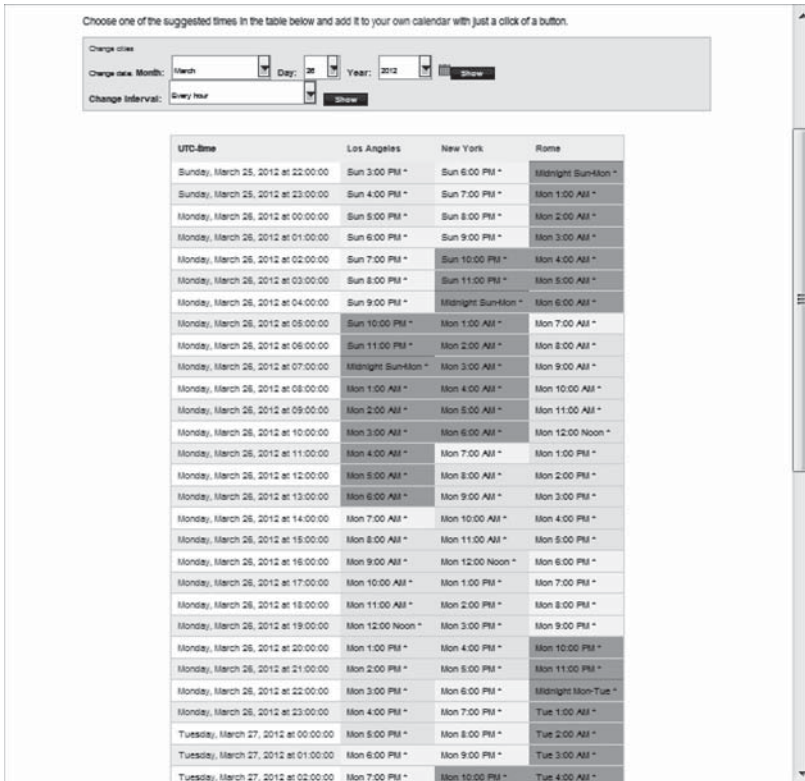 Choose one of the suggested times in the table below and add it to your own calendar with just a click of a button.
Change cities
Change date: Month: March Day: 26 Year: 2012 Show
Change Interval: Every hour Show
UTC-time Los Angeles New York Rome
Sunday, March 25, 2012 at 22:00:00 Sun 3:00 PM * Sun 6:00 PM * Midnight Sun-Mon *
Sunday, March 25, 2012 at 23:00:00 Sun 4:00 PM * Sun 7:00 PM * Mon 1:00 AM *
Monday, March 26, 2012 at 00:00:00 Sun 5:00 PM * Sun 8:00 PM * Mon 2:00 AM *
Monday, March 26, 2012 at 01:00:00 Sun 6:00 PM * Sun 9:00 PM * Mon 3:00 AM *
Monday, March 26, 2012 at 02:00:00 Sun 7:00 PM * Sun 10:00 PM * Mon 4:00 AM *
Monday, March 26, 2012 at 03:00:00 Sun 8:00 PM * Sun 11:00 PM * Mon 5:00 AM *
Monday, March 26, 2012 at 04:00:00 Sun 9:00 PM * Midnight Sun-Mon * Mon 6:00 AM *
Monday, March 26, 2012 at 05:00:00 Sun 10:00 PM * Mon 1:00 AM * Mon 7:00 AM *
Monday, March 26, 2012 at 06:00:00 Sun 11:00 PM * Mon 2:00 AM * Mon 8:00 AM *
Monday, March 26, 2012 at 07:00:00 Midnight Sun-Mon * Mon 3:00 AM * Mon 9:00 AM *
Monday, March 26, 2012 at 08:00:00 Mon 1:00 AM * Mon 4:00 AM * Mon 10:00 AM *
Monday, March 26, 2012 at 09:00:00 Mon 2:00 AM * Mon 5:00 AM * Mon 11:00 AM *
Monday, March 26, 2012 at 10:00:00 Mon 3:00 AM * Mon 6:00 AM * Mon 12:00 Noon *
Monday, March 26, 2012 at 11:00:00 Mon 4:00 AM * Mon 7:00 AM * Mon 1:00 PM *
Monday, March 26, 2012 at 12:00:00 Mon 5:00 AM * Mon 8:00 AM * Mon 2:00 PM *
Monday, March 26, 2012 at 13:00:00 Mon 6:00 AM * Mon 9:00 AM * Mon 3:00 PM *
Monday, March 26, 2012 at 14:00:00 Mon 7:00 AM * Mon 10:00 AM * Mon 4:00 PM *
Monday, March 26, 2012 at 15:00:00 Mon 8:00 AM * Mon 11:00 AM * Mon 5:00 PM *
Monday, March 26, 2012 at 16:00:00 Mon 9:00 AM * Mon 12:00 Noon * Mon 6:00 PM *
Monday, March 26, 2012 at 17:00:00 Mon 10:00 AM * Mon 1:00 PM * Mon 7:00 PM *
Monday, March 26, 2012 at 18:00:00 Mon 11:00 AM * Mon 2:00 PM * Mon 8:00 PM *
Monday, March 26, 2012 at 19:00:00 Mon 12:00 Noon * Mon 3:00 PM * Mon 9:00 PM *
Monday, March 26, 2012 at 20:00:00 Mon 1:00 PM * Mon 4:00 PM * Mon 10:00 PM *
Monday, March 26, 2012 at 21:00:00 Mon 2:00 PM * Mon 5:00 PM * Mon 11:00 PM *
Monday, March 26, 2012 at 22:00:00 Mon 3:00 PM * Mon 6:00 PM * Midnight Mon-Tue *
Monday, March 26, 2012 at 23:00:00 Mon 4:00 PM * Mon 7:00 PM * Tue 1:00 AM *
Tuesday, March 27, 2012 at 00:00:00 Mon 5:00 PM * Mon 8:00 PM * Tue 2:00 AM *
Tuesday, March 27, 2012 at 01:00:00 Mon 6:00 PM * Mon 9:00 PM * Tue 3:00 AM *
Tuesday, March 27, 2012 at 02:00:00 Mon 7:00 PM * Mon 10:00 PM * Tue 4:00 AM *